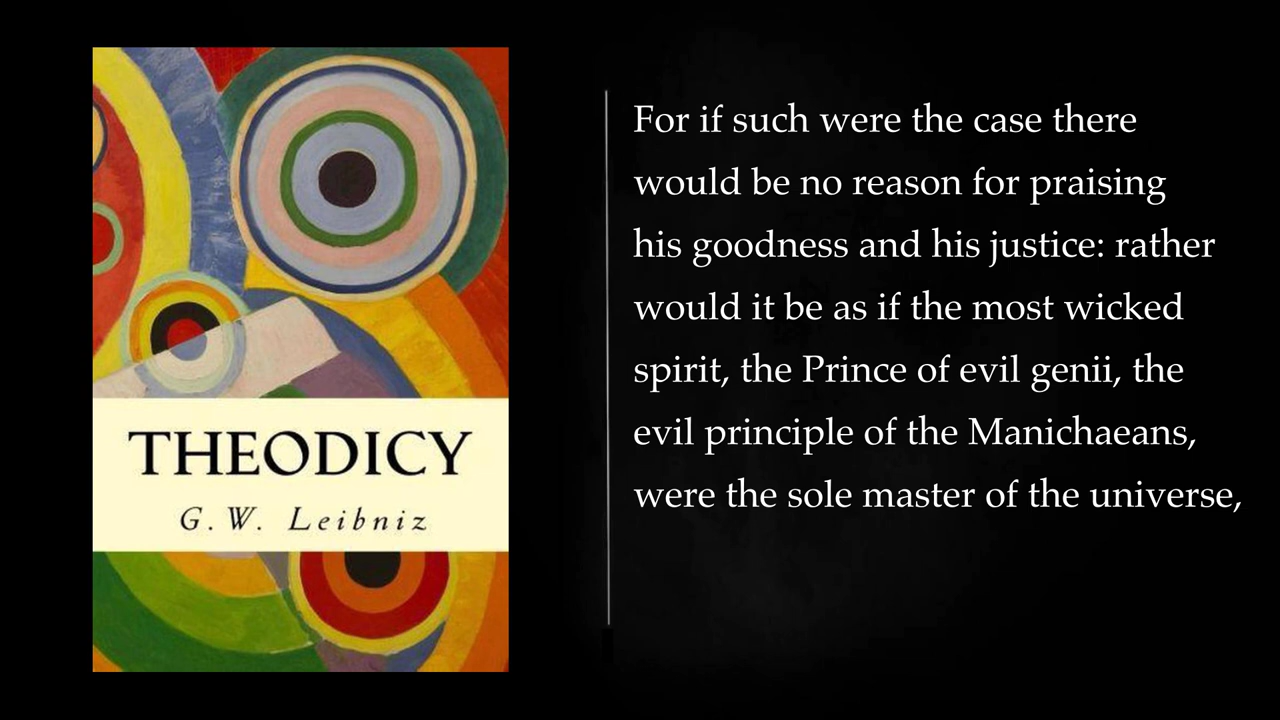 THEODICY
G. W. Leibniz
For if such were the case there
would be no reason for praising
his goodness and his justice: rather
would it be as if the most wicked
spirit, the Prince of evil genii, the
evil principle of the Manichaeans,
were the sole master of the universe,